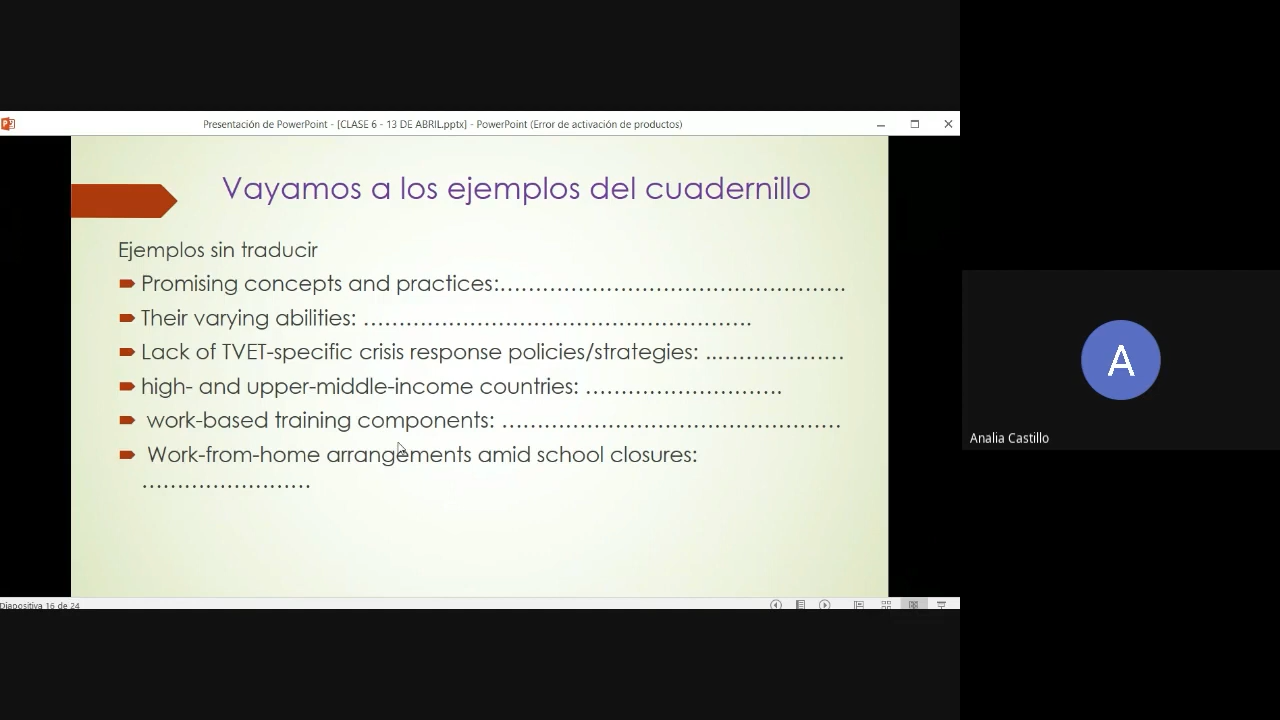 Presentación de PowerPoint - [CLASE 6 - 13 DE ABRIL.pptx] - PowerPoint (Error de activación de productos)
Vayamos a los ejemplos del cuadernillo
Ejemplos sin traducir
Promising concepts and practices:………………………………………….
Their varying abilities: ……………………………………………….
Lack of TVET-specific crisis response policies/strategies: ...………………
high- and upper-middle-income countries: ……………………….
work-based training components: …………………………………………
Work-from-home arrangements amid school closures:
……………………
Diapositiva 16 de 24
A
Analia Castillo